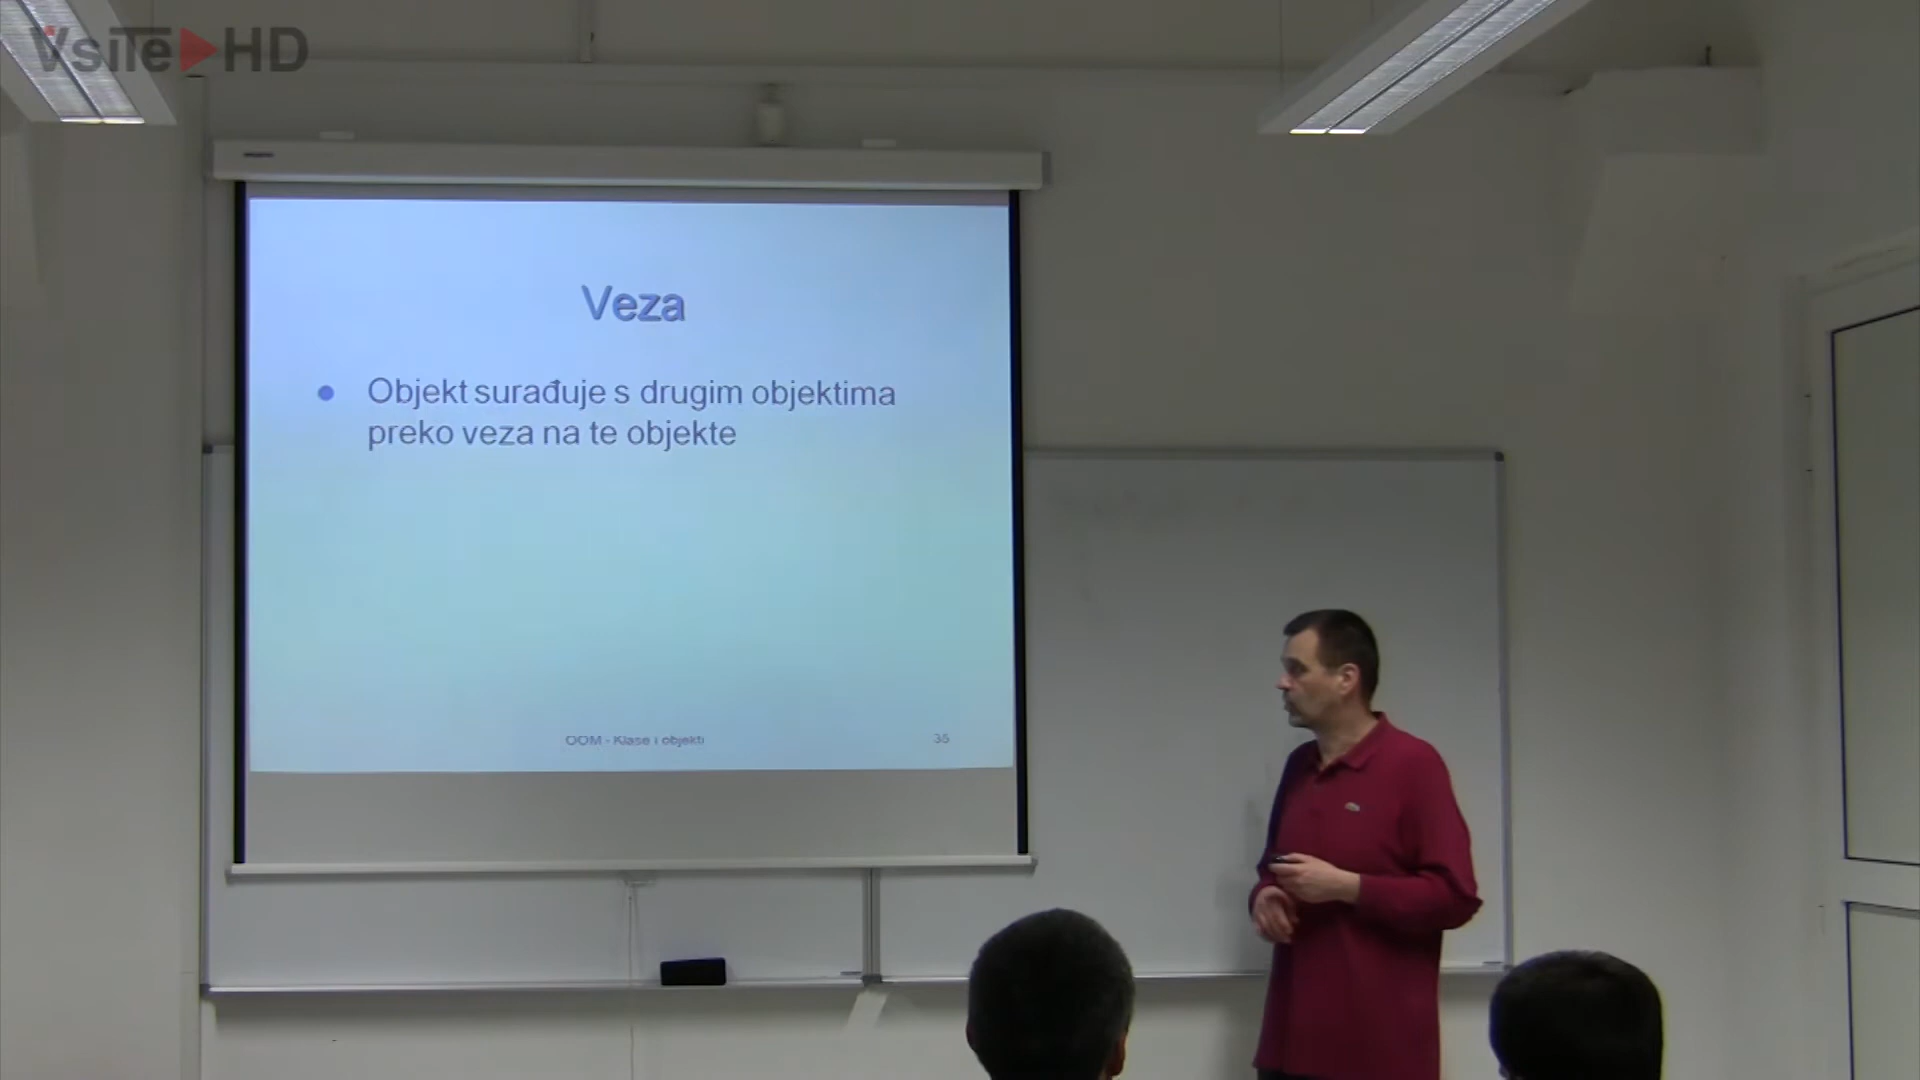 VsiTe HD
Veza
Objekt surađuje s drugim objektima
preko veza na te objekte
OOM - Klase i objekti
35